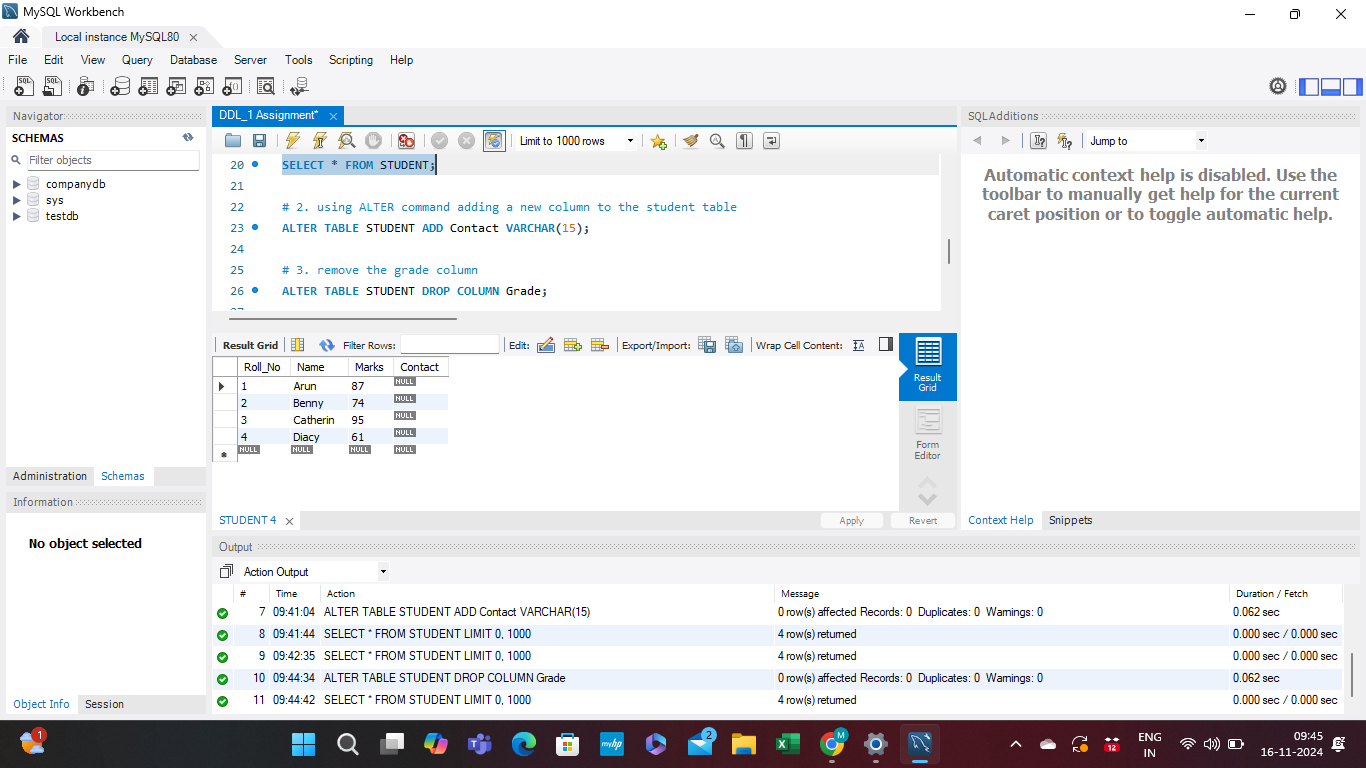 MySQL Workbench
Local instance MySQL80
File Edit View Query Database Server Tools Scripting Help
Navigator
SCHEMAS
Filter objects
companydb
sys
testdb
Administration Schemas
Information
No object selected
Object Info Session
DDL_1 Assignment*
Limit to 1000 rows
20 SELECT * FROM STUDENT;
21
22 # 2. using ALTER command adding a new column to the student table
23 ALTER TABLE STUDENT ADD Contact VARCHAR(15);
24
25 # 3. remove the grade column
26 ALTER TABLE STUDENT DROP COLUMN Grade;
Result Grid Filter Rows: Edit: Export/Import: Wrap Cell Content:
Roll_No Name Marks Contact
1 Arun 87 NULL
2 Benny 74 NULL
3 Catherin 95 NULL
4 Diacy 61 NULL
NULL NULL NULL NULL
Result
Grid
Form
Editor
STUDENT 4
Apply Revert
SQLAdditions
Jump to
Automatic context help is disabled. Use the
toolbar to manually get help for the current
caret position or to toggle automatic help.
Context Help Snippets
Output
Action Output
# Time Action Message Duration / Fetch
7 09:41:04 ALTER TABLE STUDENT ADD Contact VARCHAR(15) 0 row(s) affected Records: 0 Duplicates: 0 Warnings: 0 0.062 sec
8 09:41:44 SELECT * FROM STUDENT LIMIT 0, 1000 4 row(s) returned 0.000 sec / 0.000 sec
9 09:42:35 SELECT * FROM STUDENT LIMIT 0, 1000 4 row(s) returned 0.000 sec / 0.000 sec
10 09:44:34 ALTER TABLE STUDENT DROP COLUMN Grade 0 row(s) affected Records: 0 Duplicates: 0 Warnings: 0 0.062 sec
11 09:44:42 SELECT * FROM STUDENT LIMIT 0, 1000 4 row(s) returned 0.000 sec / 0.000 sec
1
myhp
2
M
12
ENG
IN
09:45
16-11-2024